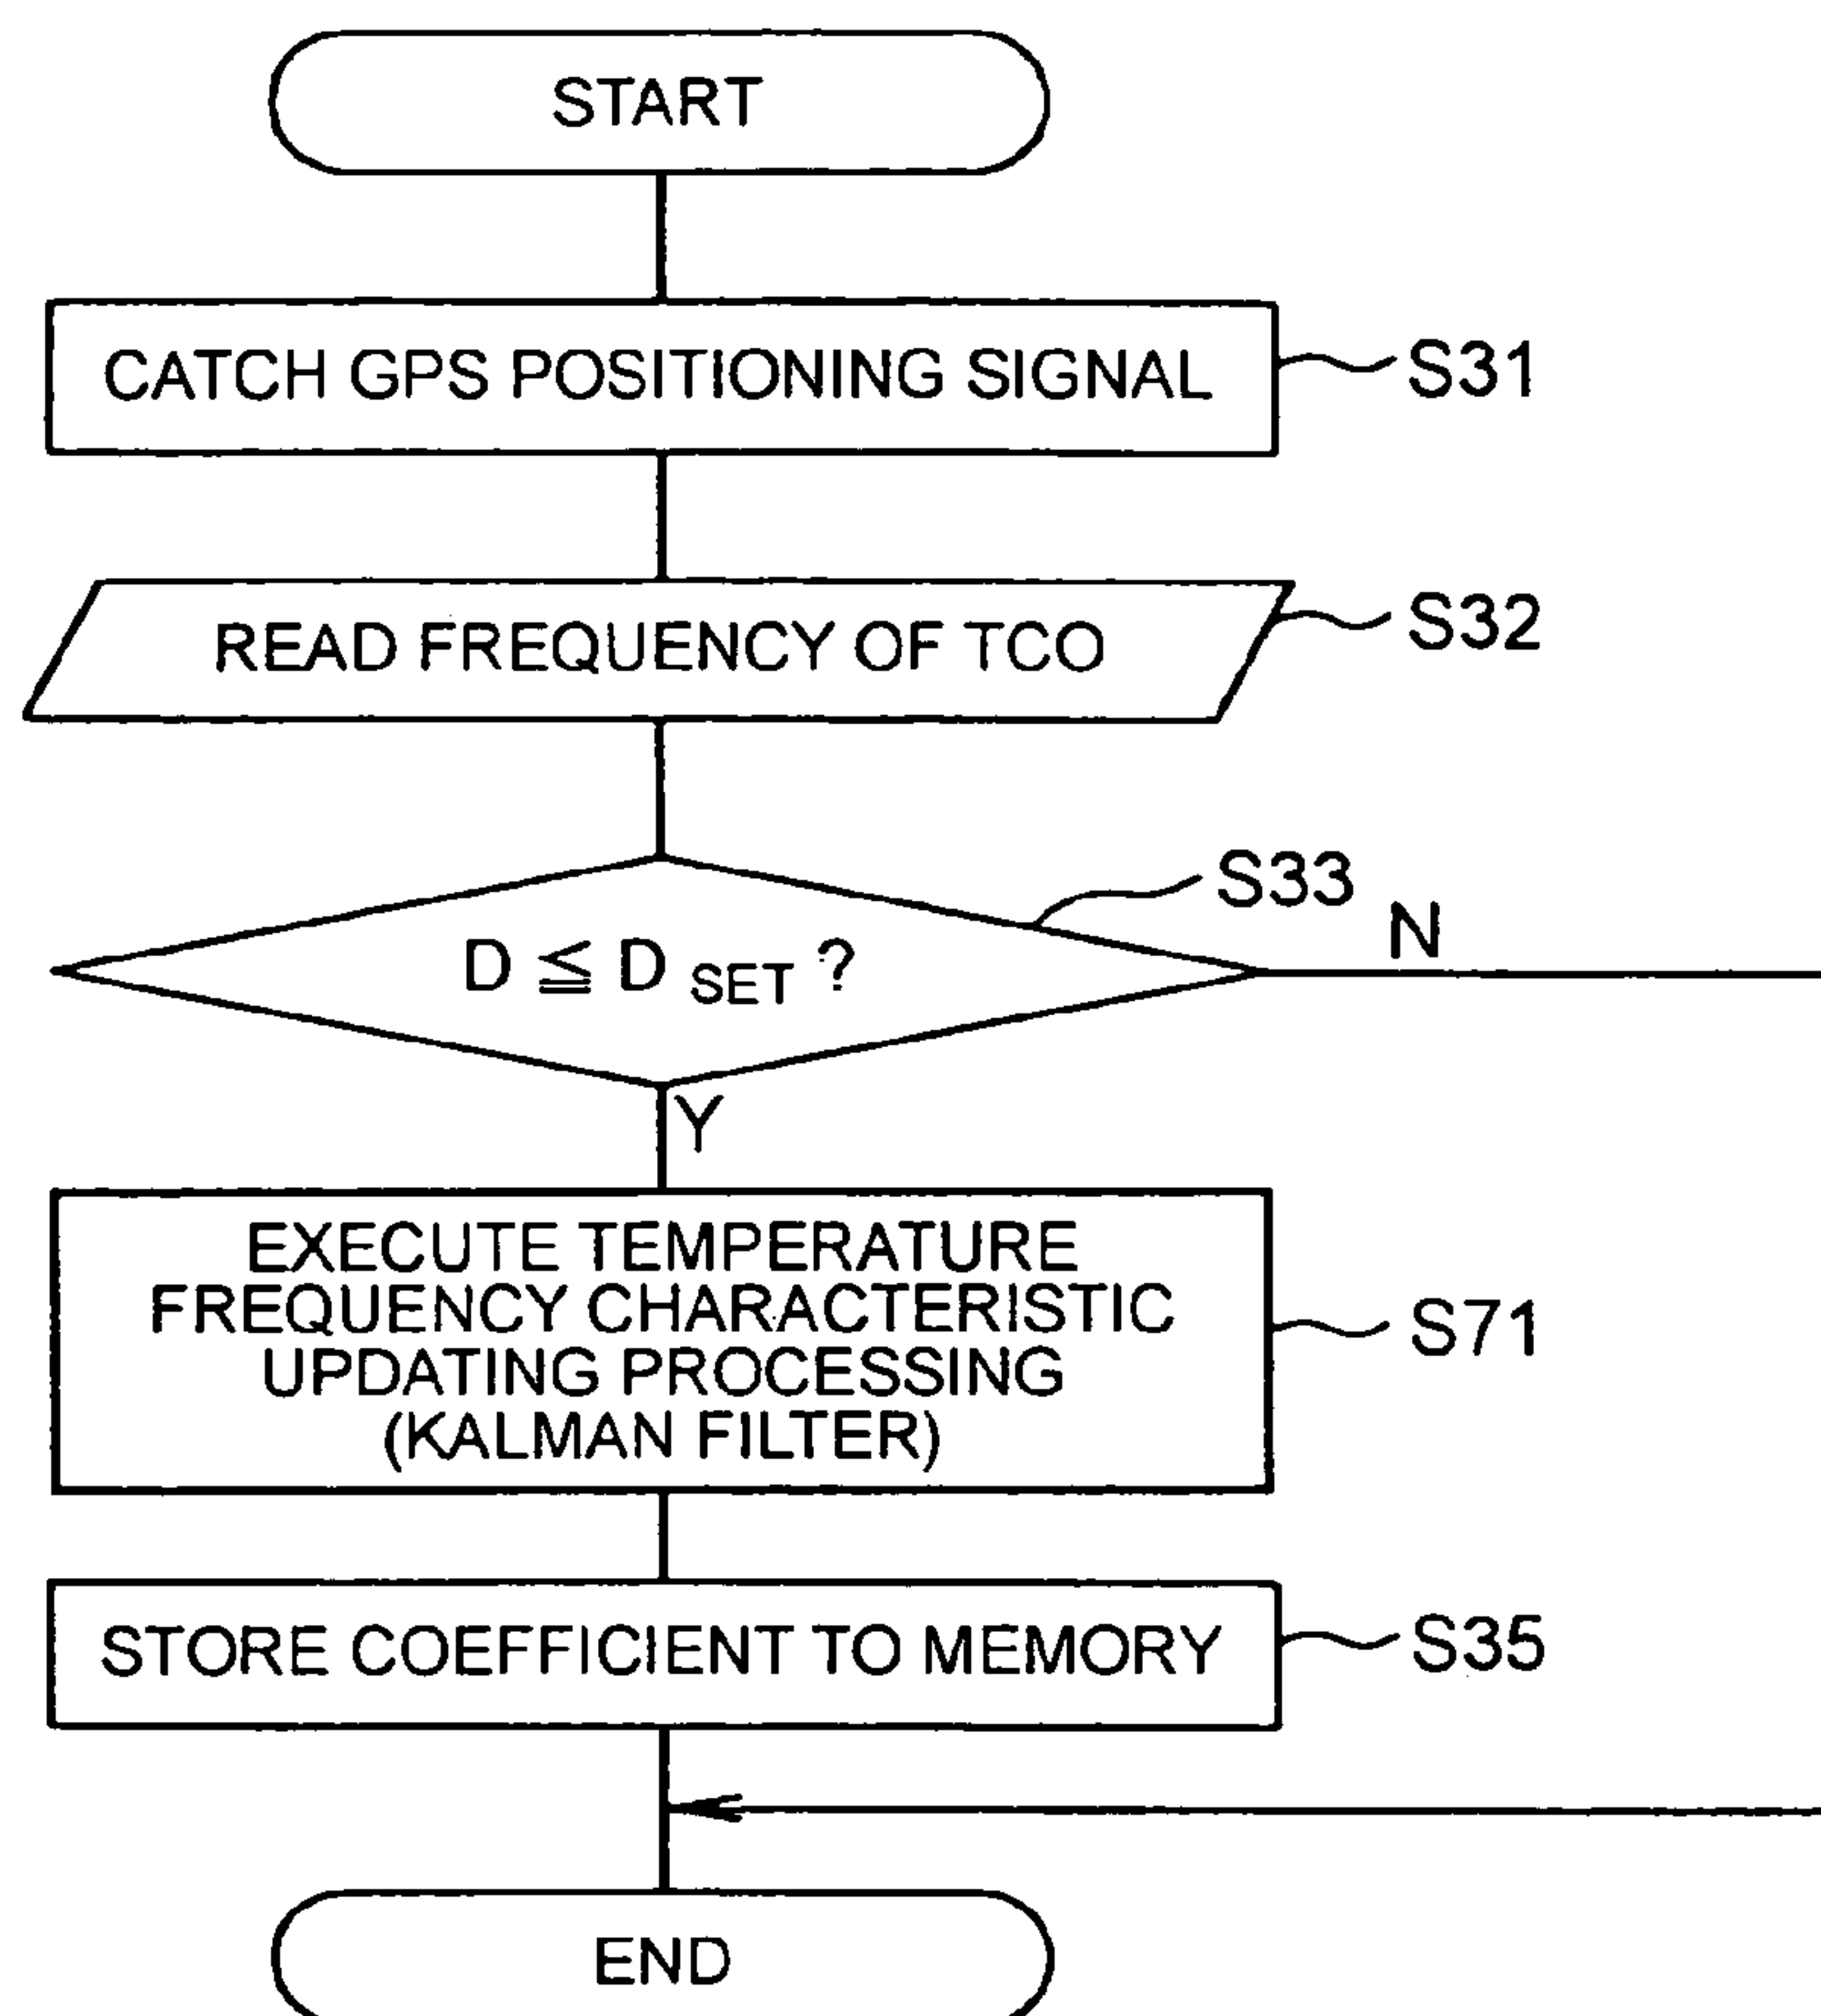 START
CATCH GPS POSITIONING SIGNAL
S31
READ FREQUENCY OF TCO
S32
S33
D ≦ D SET ?
N
Y
EXECUTE TEMPERATURE
FREQUENCY CHARACTERISTIC
UPDATING PROCESSING
(KALMAN FILTER)
S71
STORE COEFFICIENT TO MEMORY
S35
END